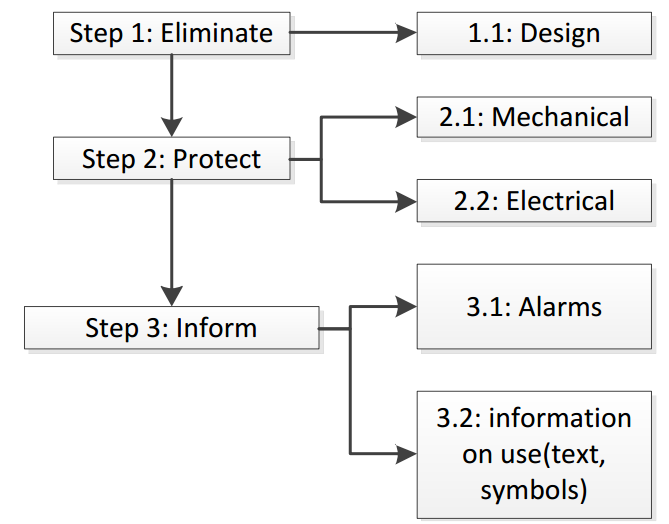 Step 1: Eliminate
1.1: Design
2.1: Mechanical
Step 2: Protect
2.2: Electrical
3.1: Alarms
Step 3: Inform
3.2: information
on use(text,
symbols)